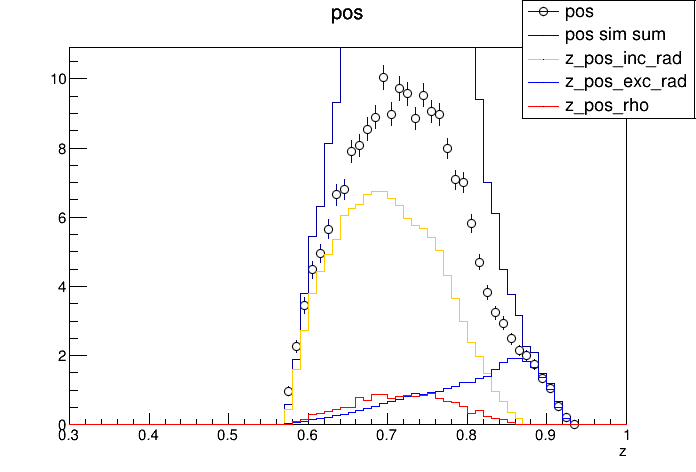 pos
pos
pos sim sum
z_pos_inc_rad
z_pos_exc_rad
z_pos_rho
10
8
6
4
2
0
0.3 0.4 0.5 0.6 0.7 0.8 0.9 1
z